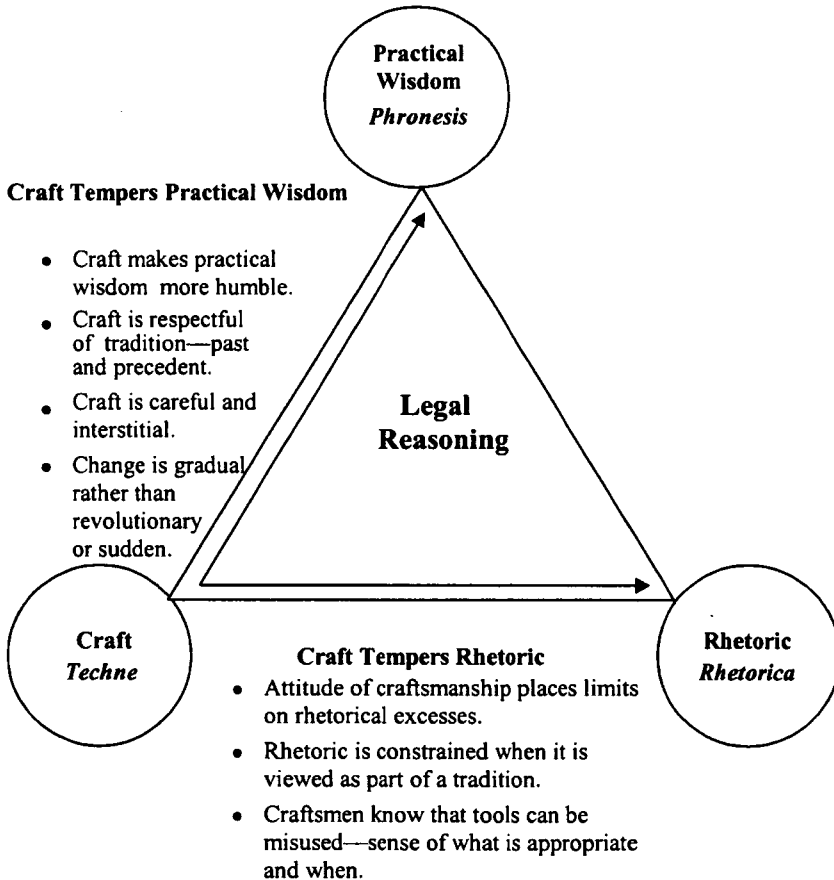 Practical
Wisdom
Phronesis
Craft Tempers Practical Wisdom
• Craft makes practical
wisdom more humble.
• Craft is respectful
of tradition—past
and precedent.
• Craft is careful and
interstitial.
• Change is gradual
rather than
revolutionary
or sudden.
Legal
Reasoning
Craft
Techne
Rhetoric
Rhetorica
Craft Tempers Rhetoric
• Attitude of craftsmanship places limits
on rhetorical excesses.
• Rhetoric is constrained when it is
viewed as part of a tradition.
• Craftsmen know that tools can be
misused—sense of what is appropriate
and when.